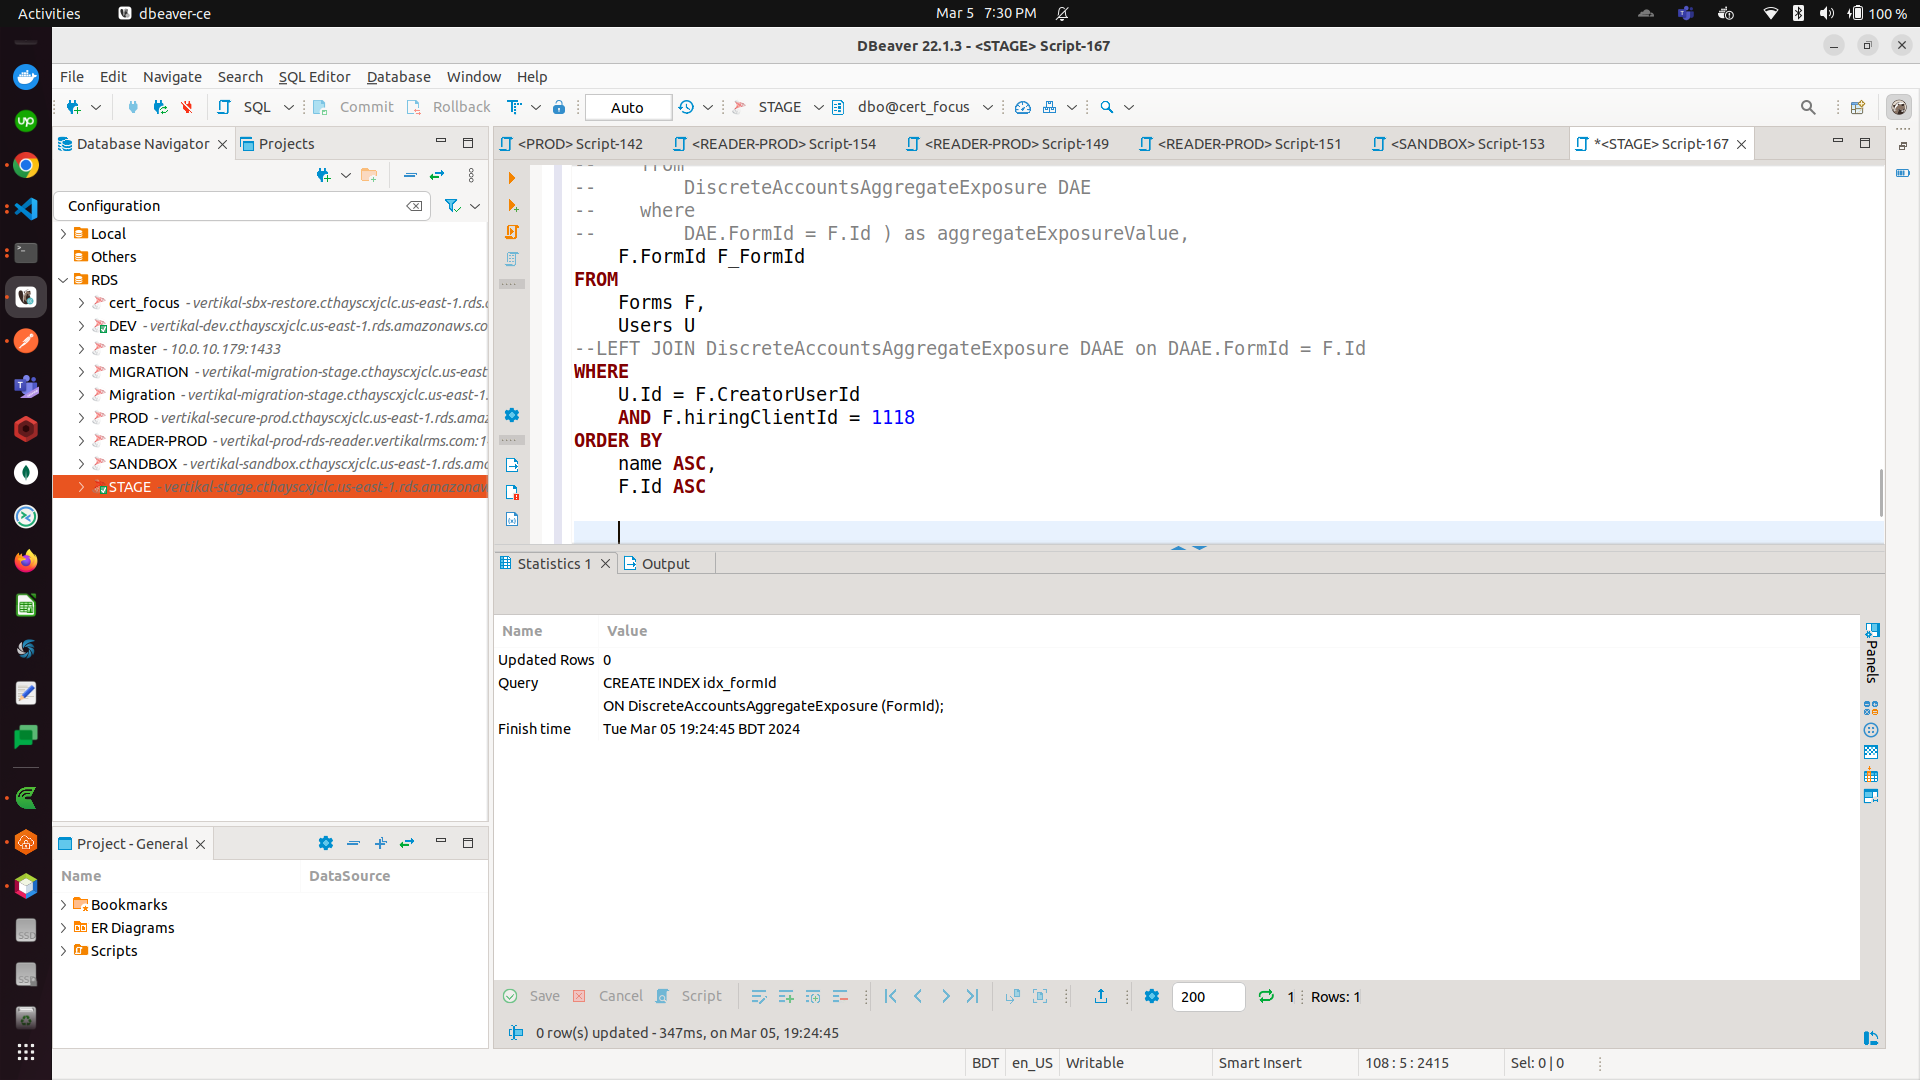 Activities
dbeaver-ce
Mar 5 7:30 PM
100 %
DBeaver 22.1.3 - <STAGE> Script-167
File Edit Navigate Search SQL Editor Database Window Help
SQL Commit Rollback Auto STAGE dbo@cert_focus
Database Navigator Projects
Configuration
Local
Others
RDS
cert_focus - vertikal-sbx-restore.cthayscxjclc.us-east-1.rds.
DEV - vertikal-dev.cthayscxjclc.us-east-1.rds.amazonaws.co
master - 10.0.10.179:1433
MIGRATION - vertikal-migration-stage.cthayscxjclc.us-east
Migration - vertikal-migration-stage.cthayscxjclc.us-east-1.
PROD - vertikal-secure-prod.cthayscxjclc.us-east-1.rds.ama
READER-PROD - vertikal-prod-rds-reader.vertikalrms.com:1
SANDBOX - vertikal-sandbox.cthayscxjclc.us-east-1.rds.am
STAGE - vertikal-stage.cthayscxjclc.us-east-1.rds.amazonaw
Project - General
Name DataSource
Bookmarks
ER Diagrams
Scripts
<PROD> Script-142 <READER-PROD> Script-154 <READER-PROD> Script-149 <READER-PROD> Script-151 <SANDBOX> Script-153 *<STAGE> Script-167
-- from
-- DiscreteAccountsAggregateExposure DAE
-- where
-- DAE.FormId = F.Id ) as aggregateExposureValue,
F.FormId F_FormId
FROM
Forms F,
Users U
--LEFT JOIN DiscreteAccountsAggregateExposure DAAE on DAAE.FormId = F.Id
WHERE
U.Id = F.CreatorUserId
AND F.hiringClientId = 1118
ORDER BY
name ASC,
F.Id ASC
Statistics 1 Output
Name Value
Updated Rows 0
Query CREATE INDEX idx_formId
ON DiscreteAccountsAggregateExposure (FormId);
Finish time Tue Mar 05 19:24:45 BDT 2024
Panels
Save Cancel Script 200 1 Rows: 1
0 row(s) updated - 347ms, on Mar 05, 19:24:45
BDT en_US Writable Smart Insert 108 : 5 : 2415 Sel: 0 | 0